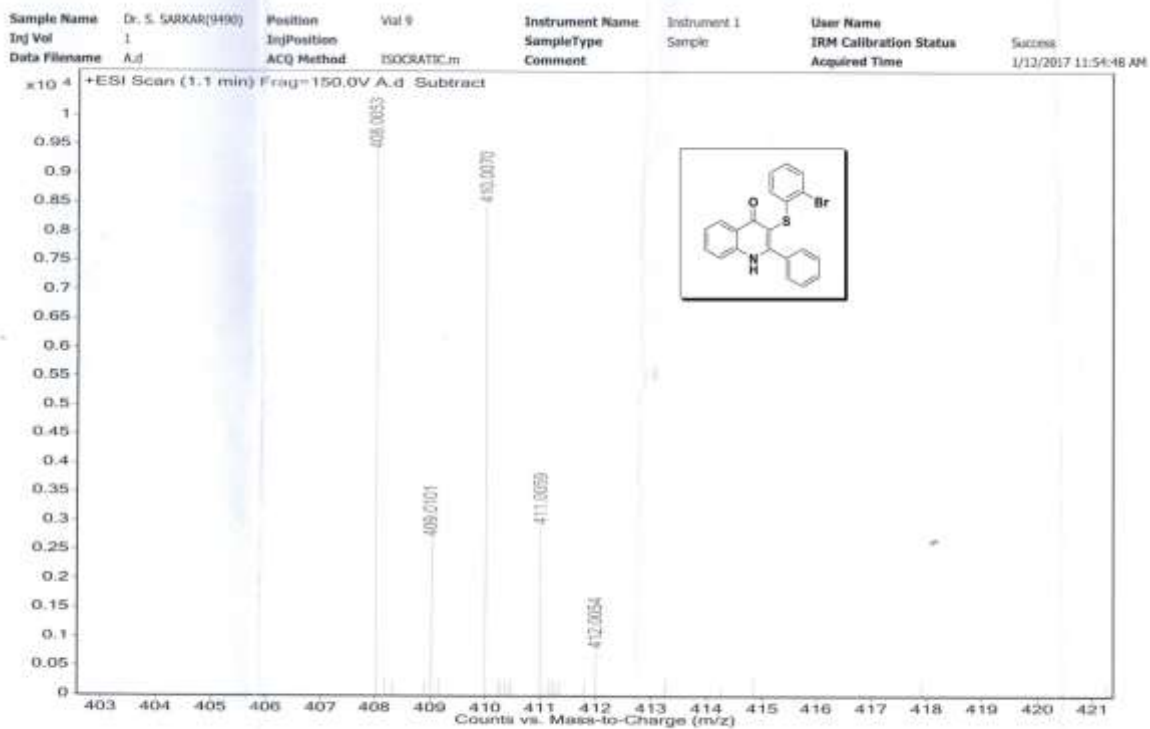 Sample Name Dr. S. SARKAR(9490) Position Vial 9 Instrument Name Instrument 1 User Name
Inj Vol 1 InjPosition SampleType Sample IRM Calibration Status Success
Data Filename A.d ACQ Method ISOCRATIC.m Comment Acquired Time 1/12/2017 11:54:48 AM
x10 4 +ESI Scan (1.1 min) Frag=150.0V A.d Subtract
1
0.95
0.9
0.85
0.8
0.75
0.7
0.65
0.6
0.55
0.5
0.45
0.4
0.35
0.3
0.25
0.2
0.15
0.1
0.05
0
408.0053
409.0101
410.0070
411.0059
412.0054
O
S
Br
N
H
403 404 405 406 407 408 409 410 411 412 413 414 415 416 417 418 419 420 421
Counts vs. Mass-to-Charge (m/z)